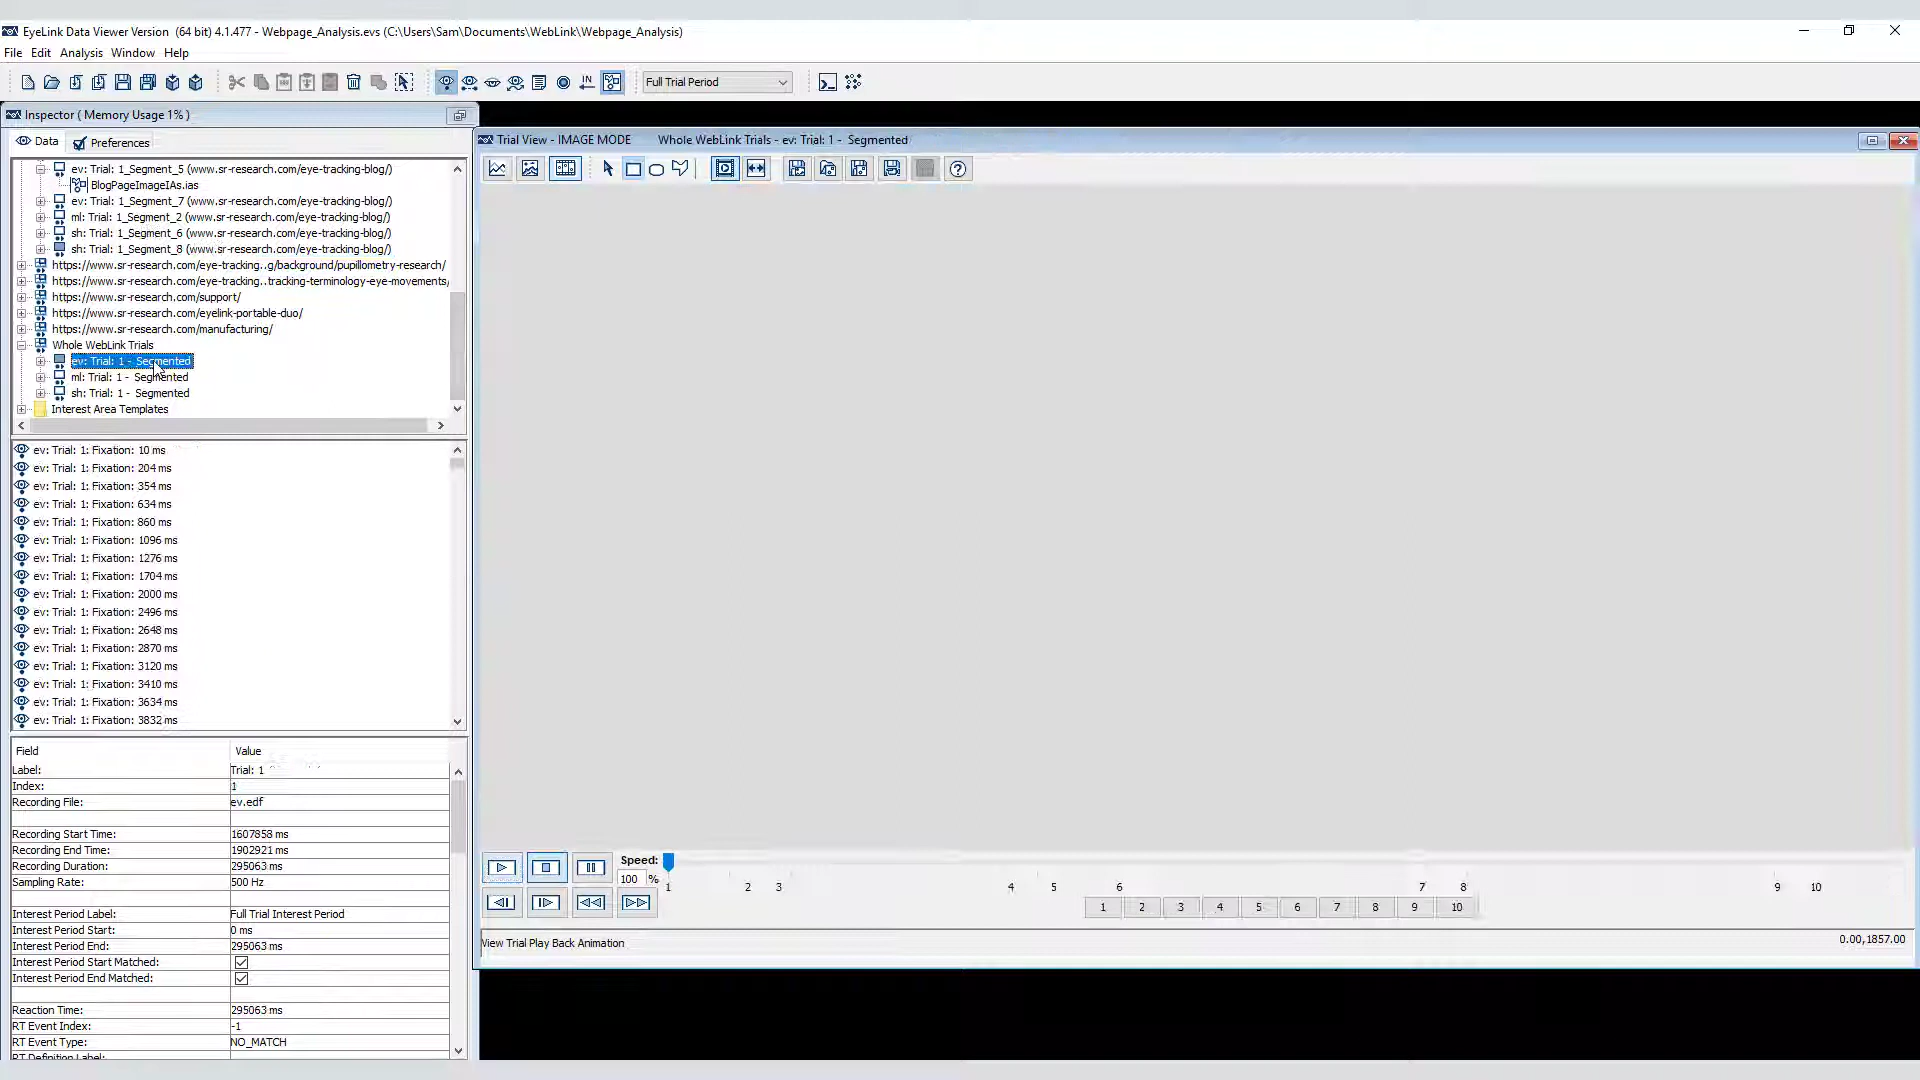 EyeLink Data Viewer Version (64 bit) 4.1.477 - Webpage_Analysis.evs (C:\Users\Sam\Documents\WebLink\Webpage_Analysis)
File Edit Analysis Window Help
IN Full Trial Period
Inspector ( Memory Usage 1% )
Data Preferences
ev: Trial: 1_Segment_5 (www.sr-research.com/eye-tracking-blog/)
BlogPageImageIAs.ias
ev: Trial: 1_Segment_7 (www.sr-research.com/eye-tracking-blog/)
ml: Trial: 1_Segment_2 (www.sr-research.com/eye-tracking-blog/)
sh: Trial: 1_Segment_6 (www.sr-research.com/eye-tracking-blog/)
sh: Trial: 1_Segment_8 (www.sr-research.com/eye-tracking-blog/)
https://www.sr-research.com/eye-tracking..g/background/pupillometry-research/
https://www.sr-research.com/eye-tracking..tracking-terminology-eye-movements/
https://www.sr-research.com/support/
https://www.sr-research.com/eyelink-portable-duo/
https://www.sr-research.com/manufacturing/
Whole WebLink Trials
ev: Trial: 1 - Segmented
ml: Trial: 1 - Segmented
sh: Trial: 1 - Segmented
Interest Area Templates
ev: Trial: 1: Fixation: 10 ms
ev: Trial: 1: Fixation: 204 ms
ev: Trial: 1: Fixation: 354 ms
ev: Trial: 1: Fixation: 634 ms
ev: Trial: 1: Fixation: 860 ms
ev: Trial: 1: Fixation: 1096 ms
ev: Trial: 1: Fixation: 1276 ms
ev: Trial: 1: Fixation: 1704 ms
ev: Trial: 1: Fixation: 2000 ms
ev: Trial: 1: Fixation: 2496 ms
ev: Trial: 1: Fixation: 2648 ms
ev: Trial: 1: Fixation: 2870 ms
ev: Trial: 1: Fixation: 3120 ms
ev: Trial: 1: Fixation: 3410 ms
ev: Trial: 1: Fixation: 3634 ms
ev: Trial: 1: Fixation: 3832 ms
Field Value
Label: Trial: 1
Index: 1
Recording File: ev.edf
Recording Start Time: 1607858 ms
Recording End Time: 1902921 ms
Recording Duration: 295063 ms
Sampling Rate: 500 Hz
Interest Period Label: Full Trial Interest Period
Interest Period Start: 0 ms
Interest Period End: 295063 ms
Interest Period Start Matched:
Interest Period End Matched:
Reaction Time: 295063 ms
RT Event Index: -1
RT Event Type: NO_MATCH
RT Definition Label:
Trial View - IMAGE MODE Whole WebLink Trials - ev: Trial: 1 - Segmented
Speed:
100 %
1 2 3 4 5 6 7 8 9 10
1 2 3 4 5 6 7 8 9 10
View Trial Play Back Animation 0.00,1857.00